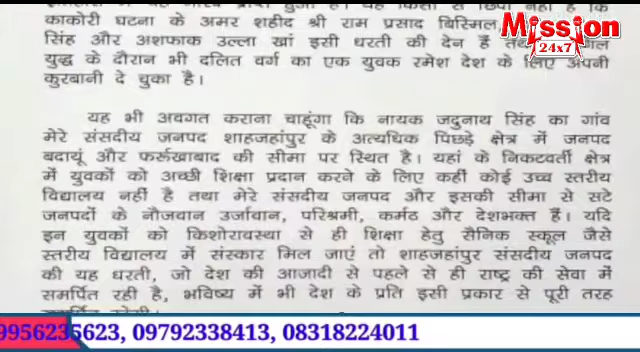 काकोरी घटना के अमर शहीद श्री राम प्रसाद बिस्मिल,
सिंह और अशफाक उल्ला खां इसी धरती की देन हैं
युद्ध के दौरान भी दलित वर्ग का एक युवक रमेश देश के लिए अपनी
कुरबानी दे चुका है।
यह भी अवगत कराना चाहूंगा कि नायक जदुनाथ सिंह का गांव
मेरे संसदीय जनपद शाहजहांपुर के अत्यधिक पिछड़े क्षेत्र में जनपद
बदायूं और फर्रुखाबाद की सीमा पर स्थित है। यहां के निकटवर्ती क्षेत्र
में युवकों को अच्छी शिक्षा प्रदान करने के लिए कहीं कोई उच्च स्तरीय
विद्यालय नहीं है तथा मेरे संसदीय जनपद और इसकी सीमा से सटे
जनपदों के नौजवान उर्जावान, परिश्रमी, कर्मठ और देशभक्त हैं। यदि
इन युवकों को किशोरावस्था से ही शिक्षा हेतु सैनिक स्कूल जैसे
स्तरीय विद्यालय में संस्कार मिल जाएं तो शाहजहांपुर संसदीय जनपद
की यह धरती, जो देश की आजादी से पहले से ही राष्ट्र की सेवा में
समर्पित रही है, भविष्य में भी देश के प्रति इसी प्रकार से पूरी तरह
Mission
24x7
9956235623, 09792338413, 08318224011